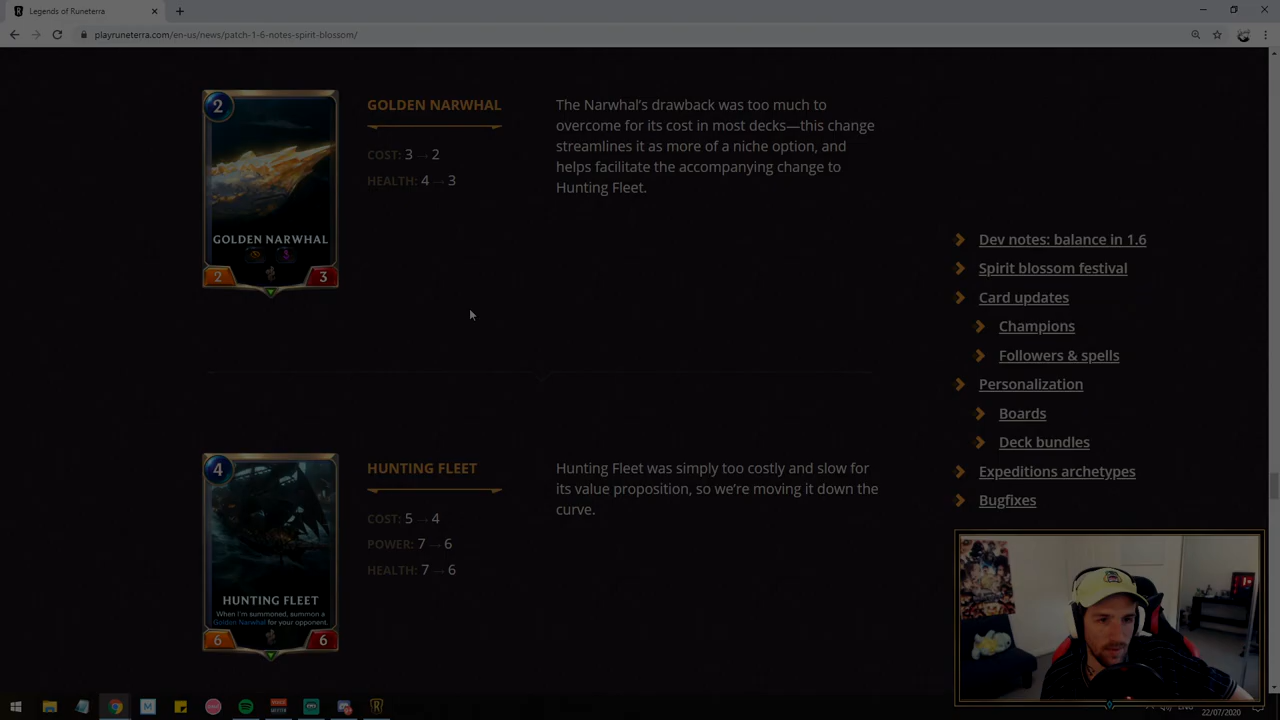 Legends of Runeterra
playruneterra.com/en-us/news/patch-1-6-notes-spirit-blossom/
2
GOLDEN NARWHAL
2
3
GOLDEN NARWHAL
COST: 3 → 2
HEALTH: 4 → 3
The Narwhal's drawback was too much to
overcome for its cost in most decks—this change
streamlines it as more of a niche option, and
helps facilitate the accompanying change to
Hunting Fleet.
4
HUNTING FLEET
When I'm summoned, summon a
Golden Narwhal for your opponent.
6
6
HUNTING FLEET
COST: 5 → 4
POWER: 7 → 6
HEALTH: 7 → 6
Hunting Fleet was simply too costly and slow for
its value proposition, so we're moving it down the
curve.
Dev notes: balance in 1.6
Spirit blossom festival
Card updates
Champions
Followers & spells
Personalization
Boards
Deck bundles
Expeditions archetypes
Bugfixes
22/07/2020